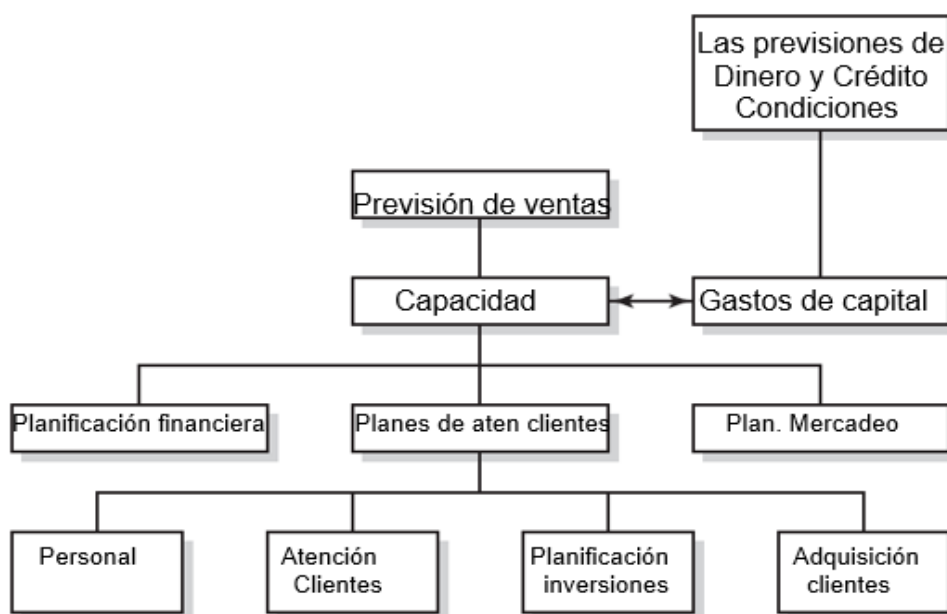 Las previsiones de
Dinero y Crédito
Condiciones
Previsión de ventas
Capacidad
Gastos de capital
Planificación financiera
Planes de aten clientes
Plan. Mercadeo
Personal
Atención
Clientes
Planificación
inversiones
Adquisición
clientes